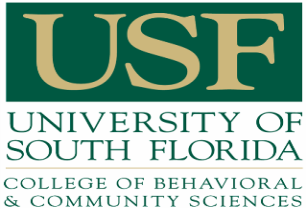 USF
UNIVERSITY OF
SOUTH FLORIDA
COLLEGE OF BEHAVIORAL
& COMMUNITY SCIENCES